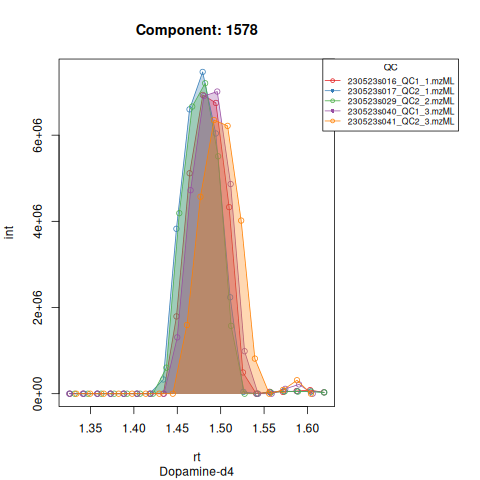 Component: 1578
QC
230523s016_QC1_1.mzML
230523s017_QC2_1.mzML
230523s029_QC2_2.mzML
230523s040_QC1_3.mzML
230523s041_QC2_3.mzML
int
6e+06
4e+06
2e+06
0e+00
1.35 1.40 1.45 1.50 1.55 1.60
rt
Dopamine-d4